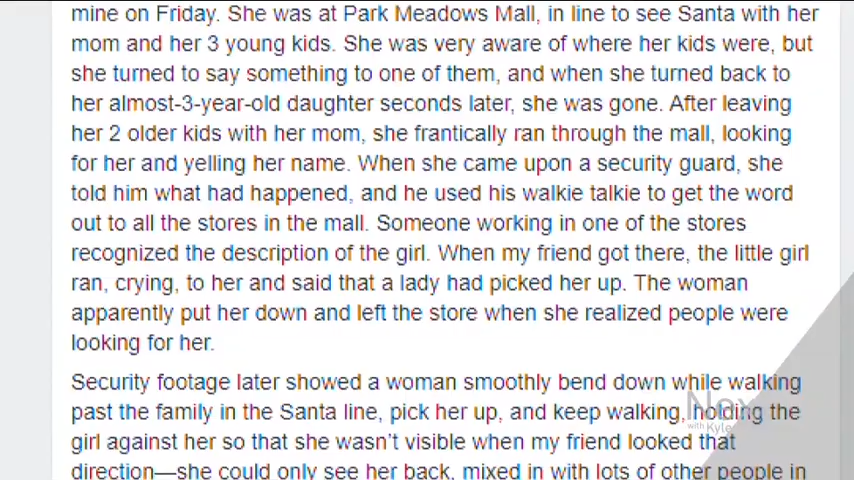 mine on Friday. She was at Park Meadows Mall, in line to see Santa with her
mom and her 3 young kids. She was very aware of where her kids were, but
she turned to say something to one of them, and when she turned back to
her almost-3-year-old daughter seconds later, she was gone. After leaving
her 2 older kids with her mom, she frantically ran through the mall, looking
for her and yelling her name. When she came upon a security guard, she
told him what had happened, and he used his walkie talkie to get the word
out to all the stores in the mall. Someone working in one of the stores
recognized the description of the girl. When my friend got there, the little girl
ran, crying, to her and said that a lady had picked her up. The woman
apparently put her down and left the store when she realized people were
looking for her.
Security footage later showed a woman smoothly bend down while walking
past the family in the Santa line, pick her up, and keep walking, holding the
girl against her so that she wasn’t visible when my friend looked that
direction—she could only see her back, mixed in with lots of other people in
with Kyle